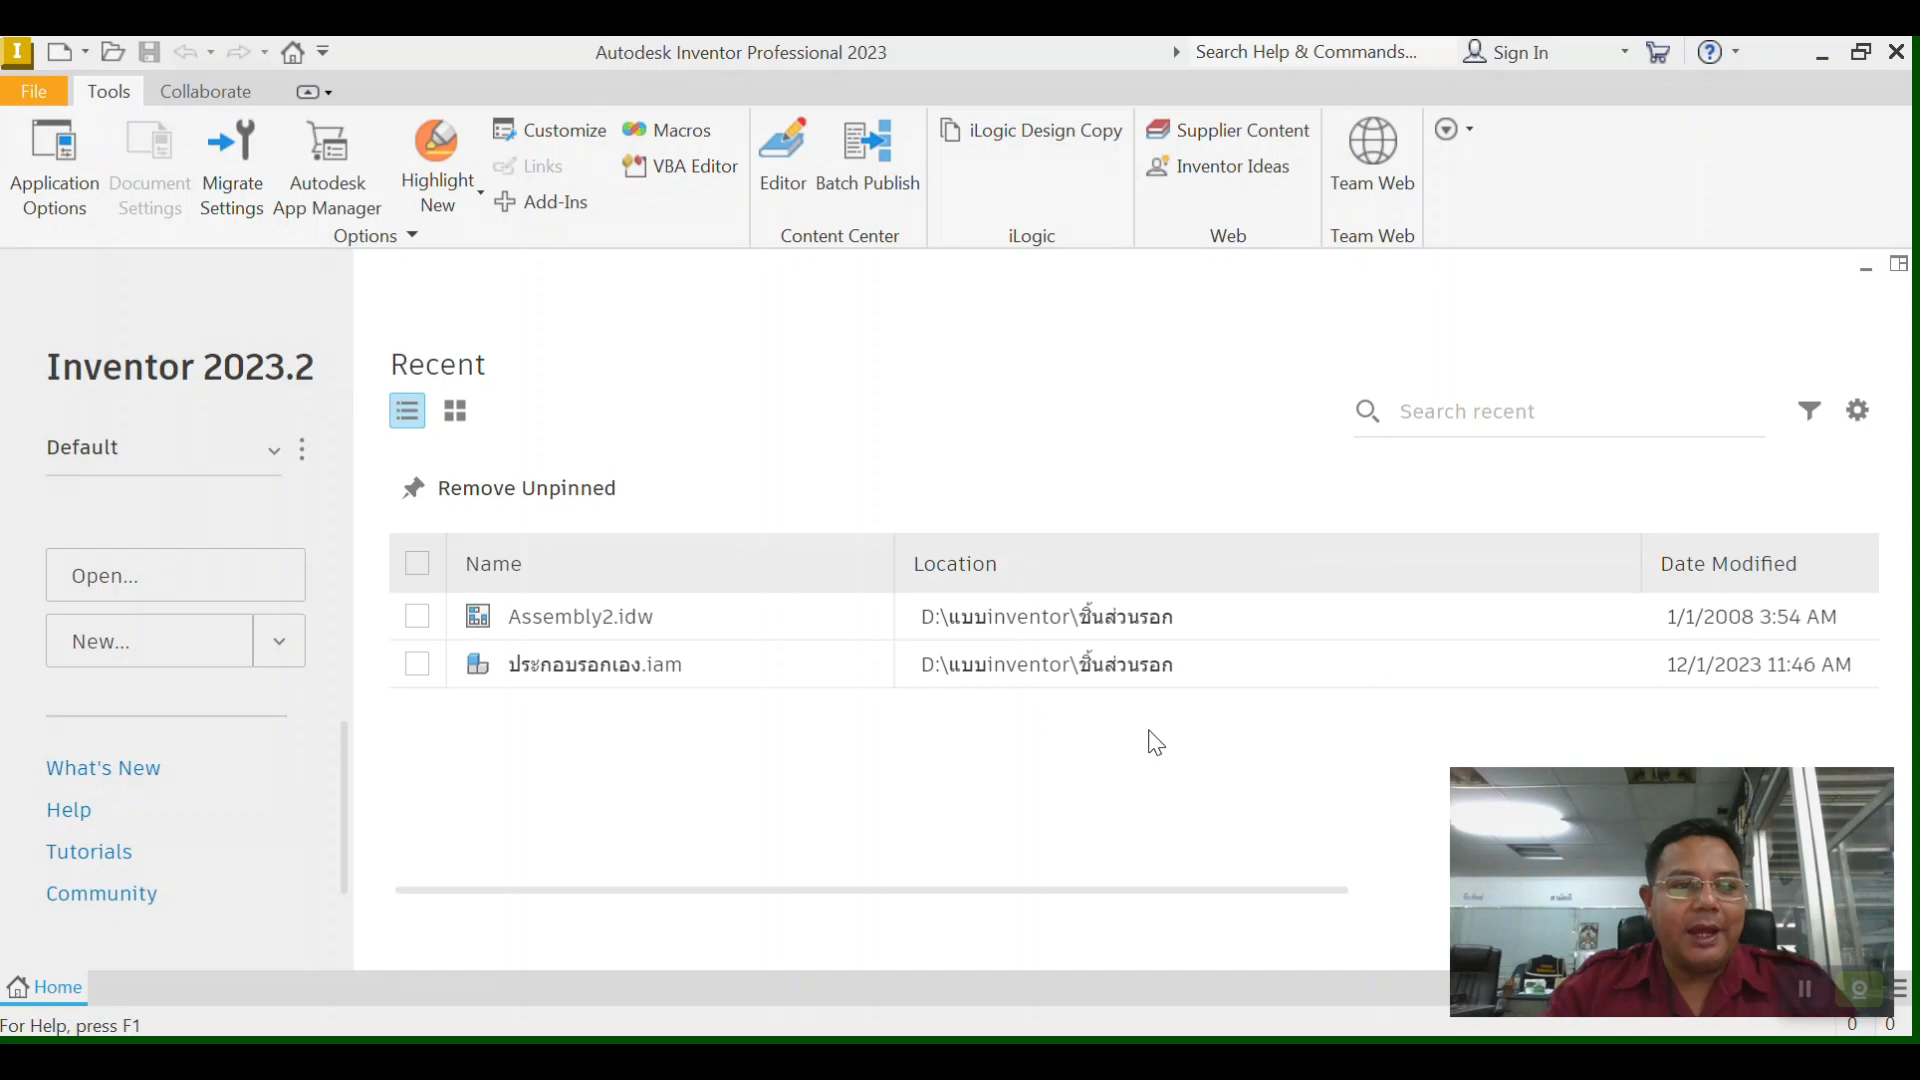 I
Autodesk Inventor Professional 2023
Search Help & Commands...
Sign In
File
Tools
Collaborate
Application Options
Document Settings
Migrate Settings
Autodesk App Manager
Highlight New
Customize
Links
Add-Ins
Macros
VBA Editor
Options
Editor
Batch Publish
Content Center
iLogic Design Copy
iLogic
Supplier Content
Inventor Ideas
Web
Team Web
Team Web
Inventor 2023.2
Default
Open...
New...
What's New
Help
Tutorials
Community
Recent
Search recent
Remove Unpinned
Name Location Date Modified
Assembly2.idw D:\แบบinventor\ชิ้นส่วนรอก 1/1/2008 3:54 AM
ประกอบรอกเอง.iam D:\แบบinventor\ชิ้นส่วนรอก 12/1/2023 11:46 AM
Home
For Help, press F1
0 0